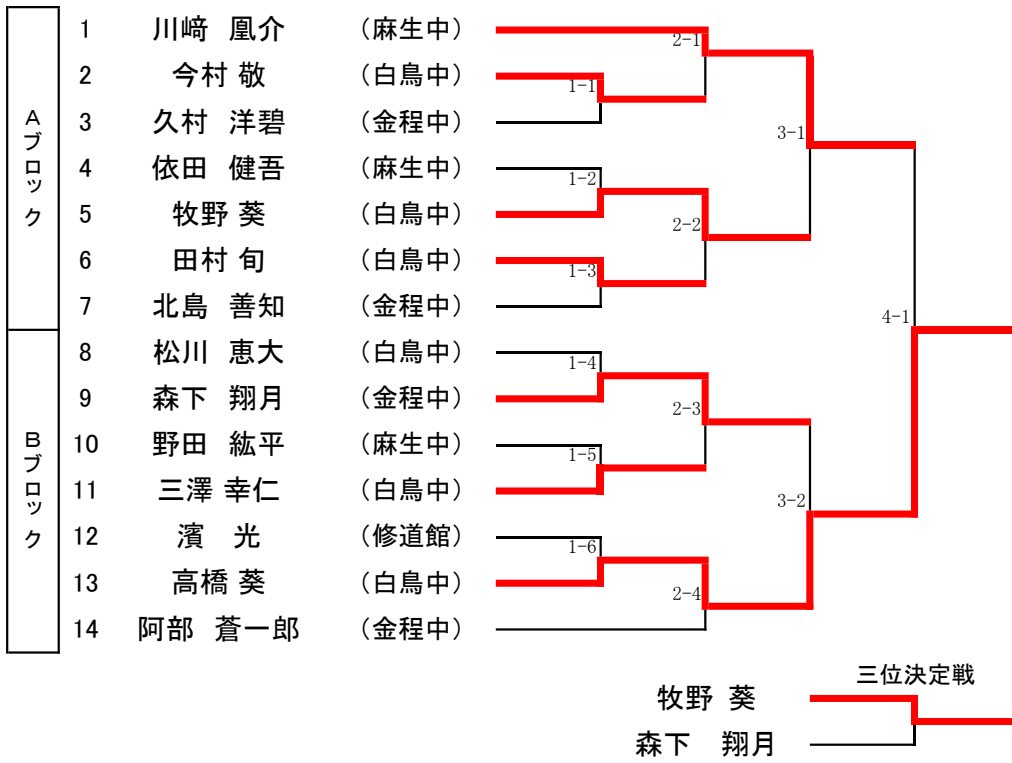 Aブロック
1 川﨑 凰介 (麻生中)
2 今村 敬 (白鳥中)
3 久村 洋碧 (金程中)
4 依田 健吾 (麻生中)
5 牧野 葵 (白鳥中)
6 田村 旬 (白鳥中)
7 北島 善知 (金程中)
Bブロック
8 松川 恵大 (白鳥中)
9 森下 翔月 (金程中)
10 野田 紘平 (麻生中)
11 三澤 幸仁 (白鳥中)
12 濱 光 (修道館)
13 高橋 葵 (白鳥中)
14 阿部 蒼一郎 (金程中)
1-1
1-2
1-3
1-4
1-5
1-6
2-1
2-2
2-3
2-4
3-1
3-2
4-1
三位決定戦
牧野 葵
森下 翔月